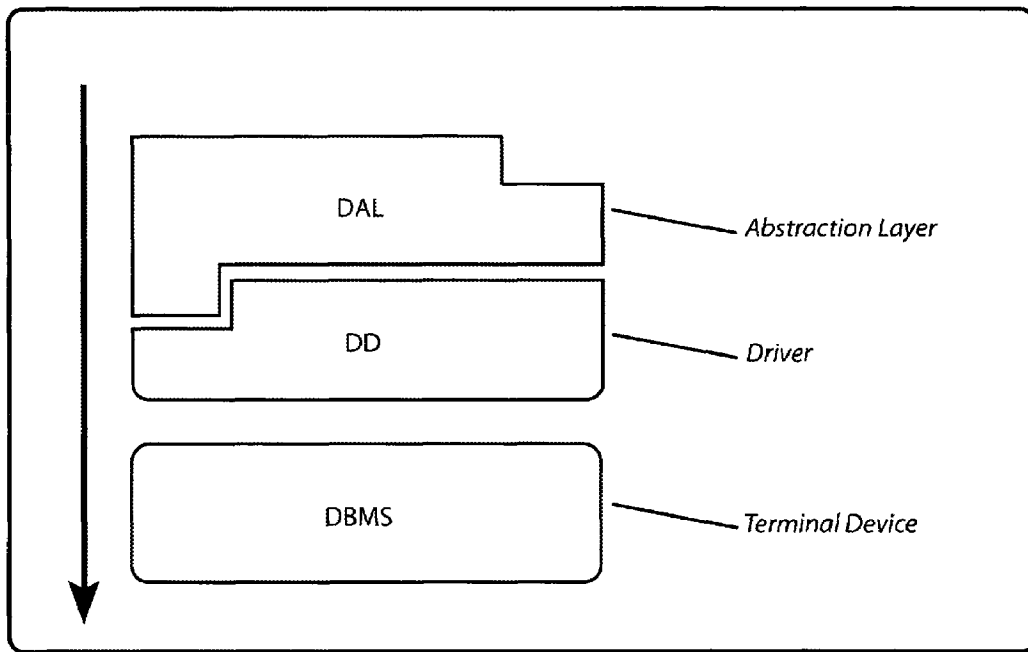 DAL
Abstraction Layer
DD
Driver
DBMS
Terminal Device